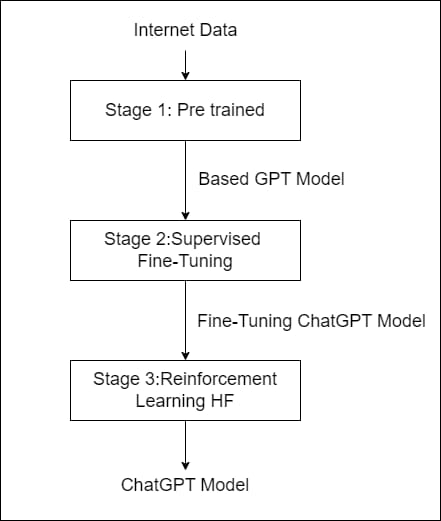 Internet Data
Stage 1: Pre trained
Based GPT Model
Stage 2:Supervised
Fine-Tuning
Fine-Tuning ChatGPT Model
Stage 3:Reinforcement
Learning HF
ChatGPT Model